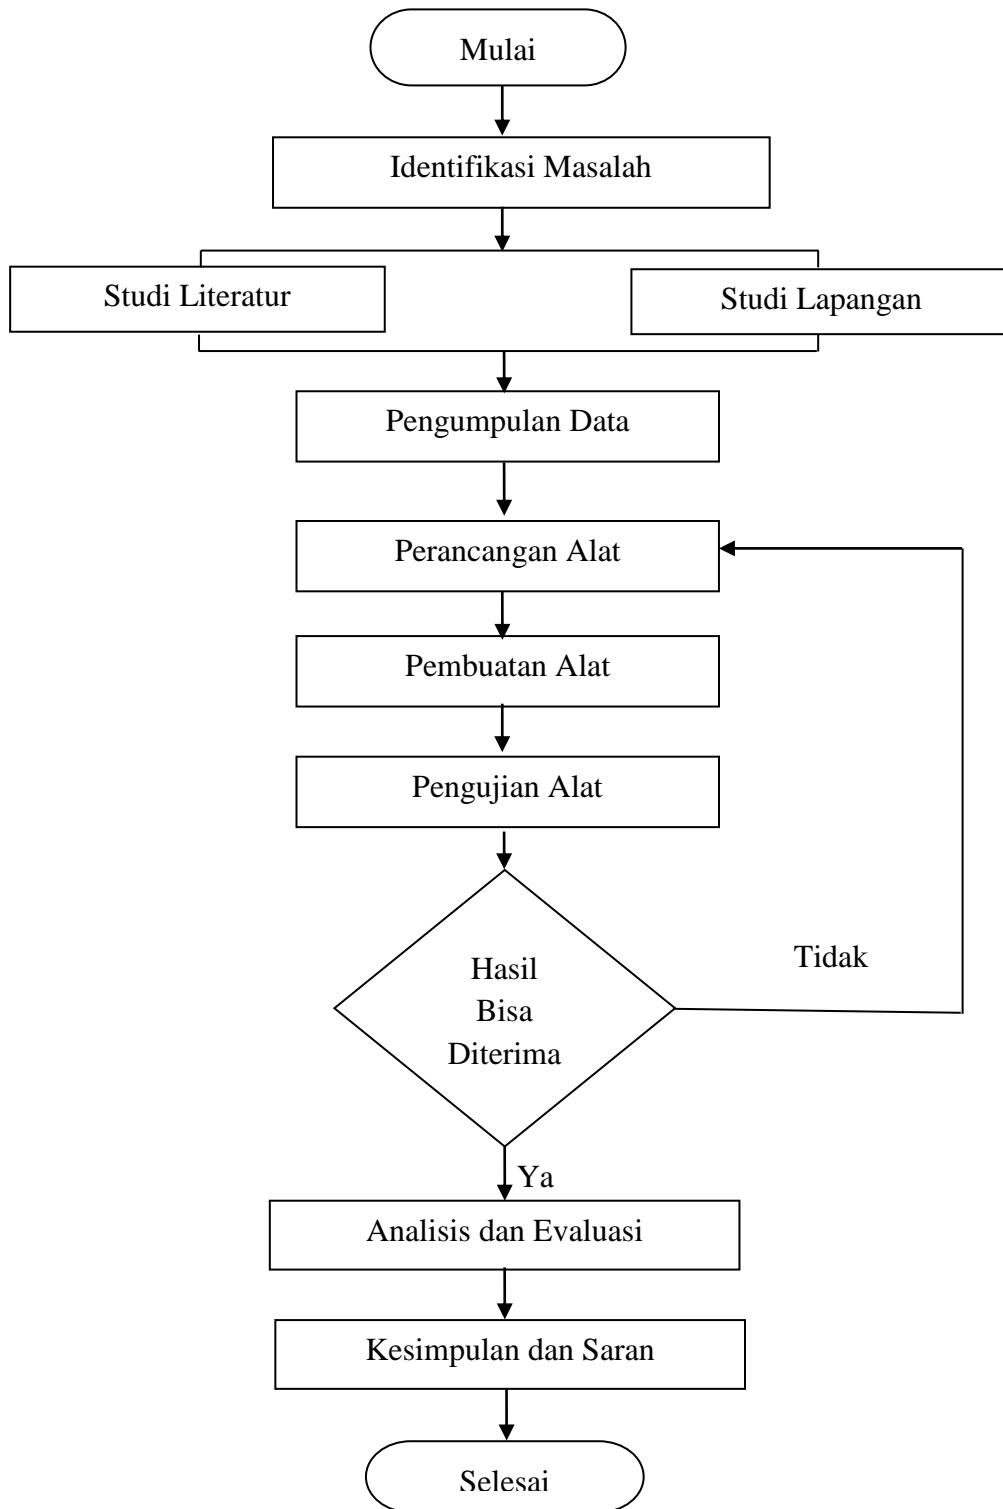 Mulai
Identifikasi Masalah
Studi Literatur
Studi Lapangan
Pengumpulan Data
Perancangan Alat
Pembuatan Alat
Pengujian Alat
Tidak
Hasil
Bisa
Diterima
Ya
Analisis dan Evaluasi
Kesimpulan dan Saran
Selesai